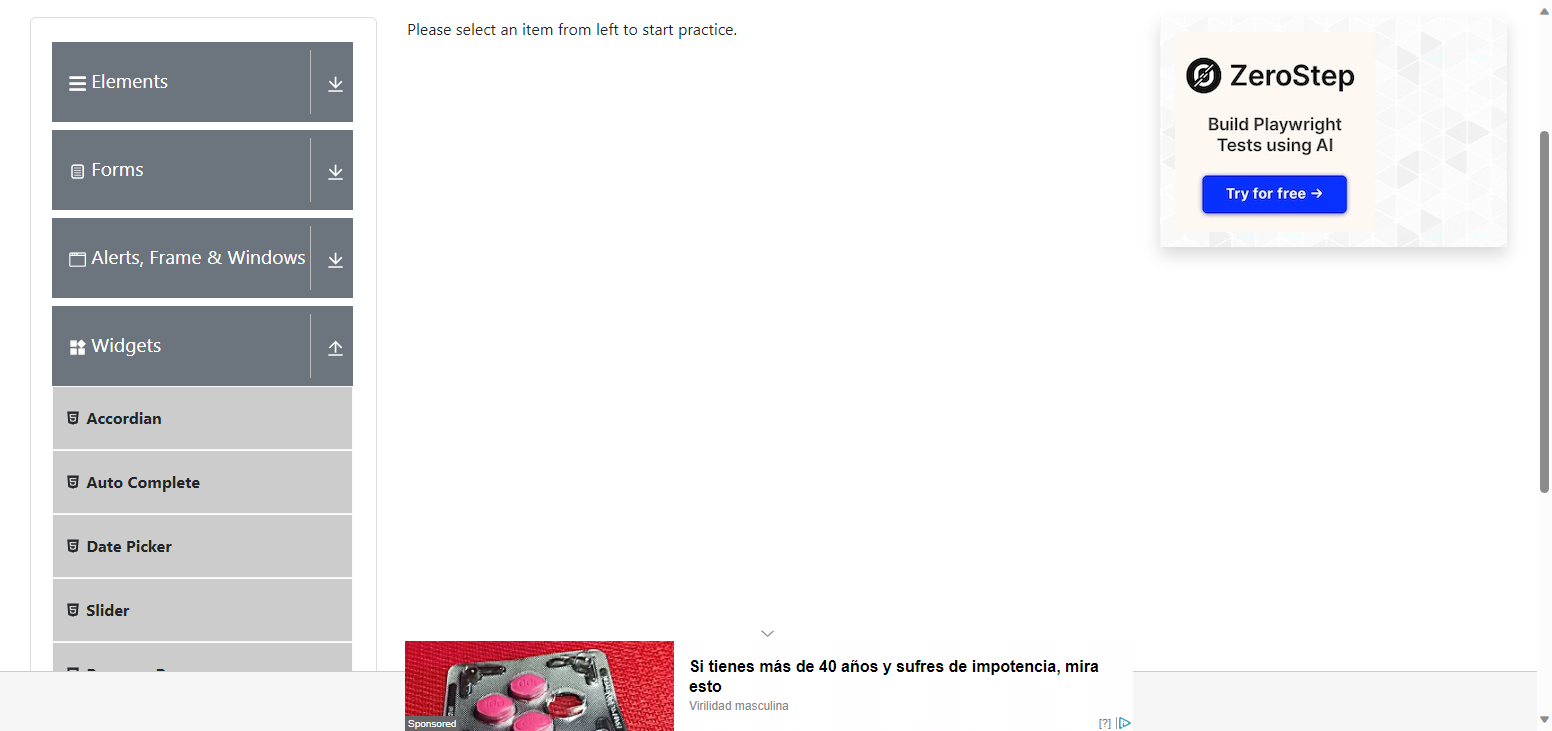 Please select an item from left to start practice.
Elements
Forms
Alerts, Frame & Windows
Widgets
Accordian
Auto Complete
Date Picker
Slider
ZeroStep
Build Playwright
Tests using AI
Try for free →
Si tienes más de 40 años y sufres de impotencia, mira
esto
Virilidad masculina
Sponsored
[?]